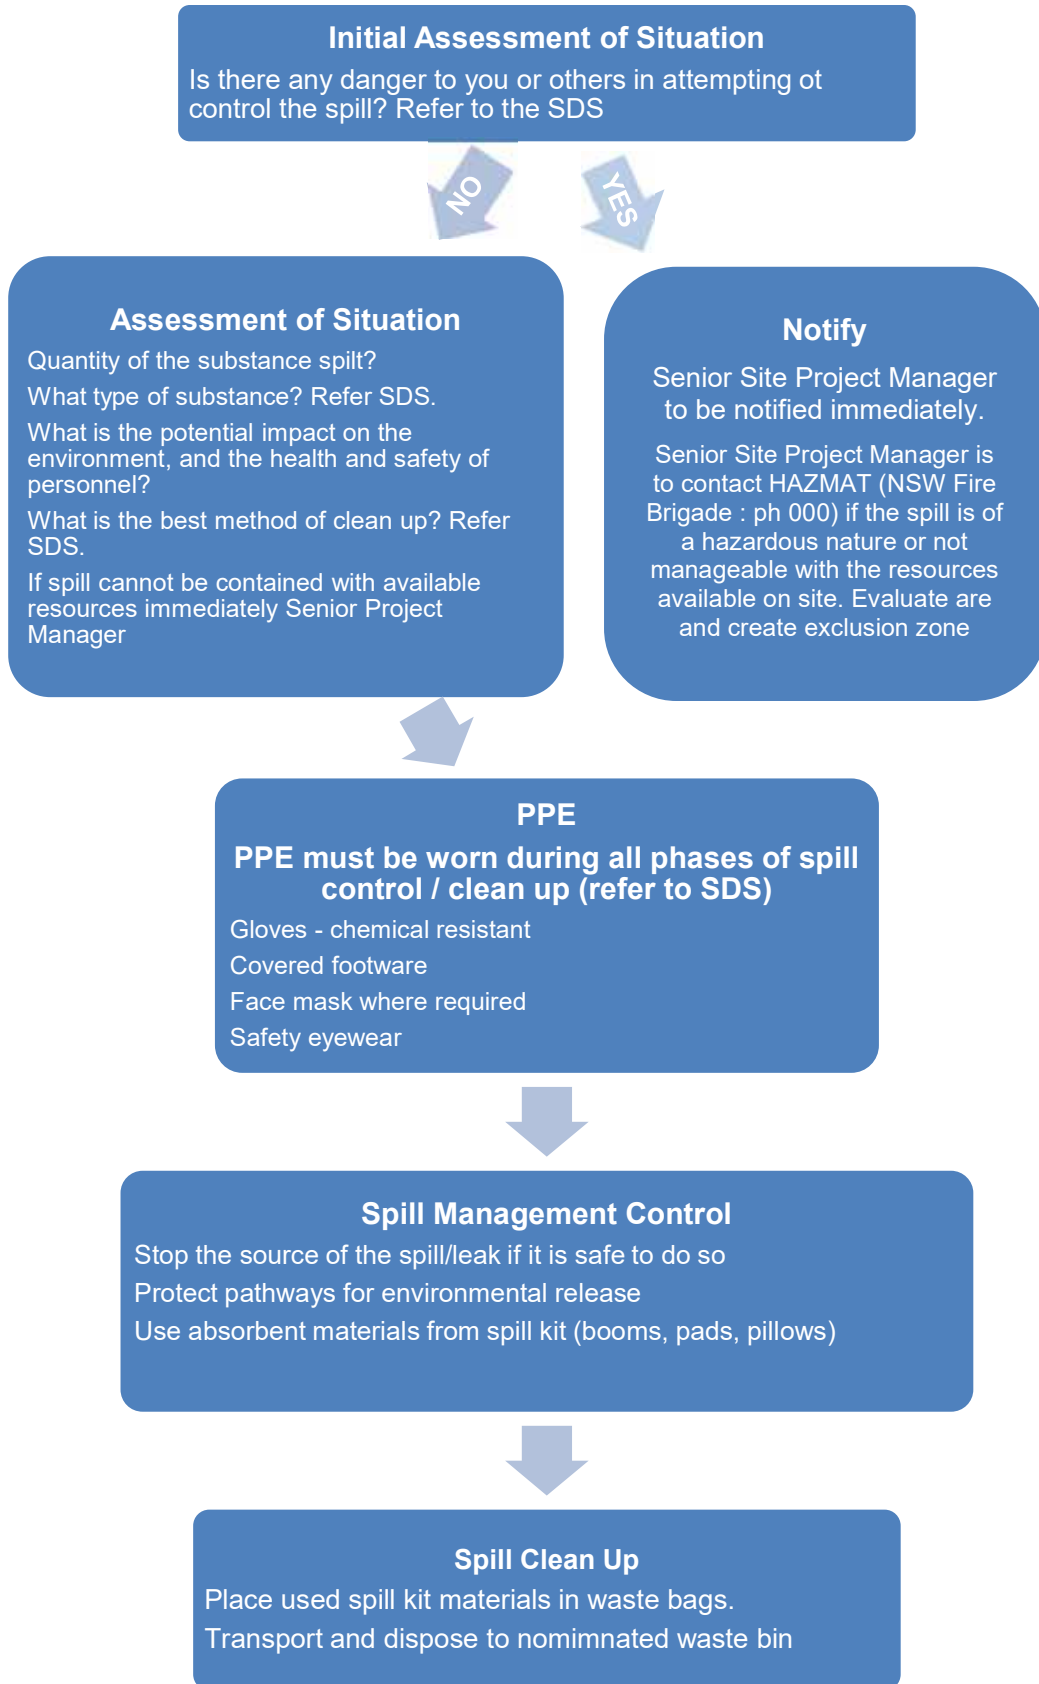 Initial Assessment of Situation
Is there any danger to you or others in attempting ot
control the spill? Refer to the SDS
NO
YES
Assessment of Situation
Quantity of the substance spilt?
What type of substance? Refer SDS.
What is the potential impact on the
environment, and the health and safety of
personnel?
What is the best method of clean up? Refer
SDS.
If spill cannot be contained with available
resources immediately Senior Project
Manager
Notify
Senior Site Project Manager
to be notified immediately.
Senior Site Project Manager is
to contact HAZMAT (NSW Fire
Brigade : ph 000) if the spill is of
a hazardous nature or not
manageable with the resources
available on site. Evaluate are
and create exclusion zone
PPE
PPE must be worn during all phases of spill
control / clean up (refer to SDS)
Gloves - chemical resistant
Covered footware
Face mask where required
Safety eyewear
Spill Management Control
Stop the source of the spill/leak if it is safe to do so
Protect pathways for environmental release
Use absorbent materials from spill kit (booms, pads, pillows)
Spill Clean Up
Place used spill kit materials in waste bags.
Transport and dispose to nomimnated waste bin